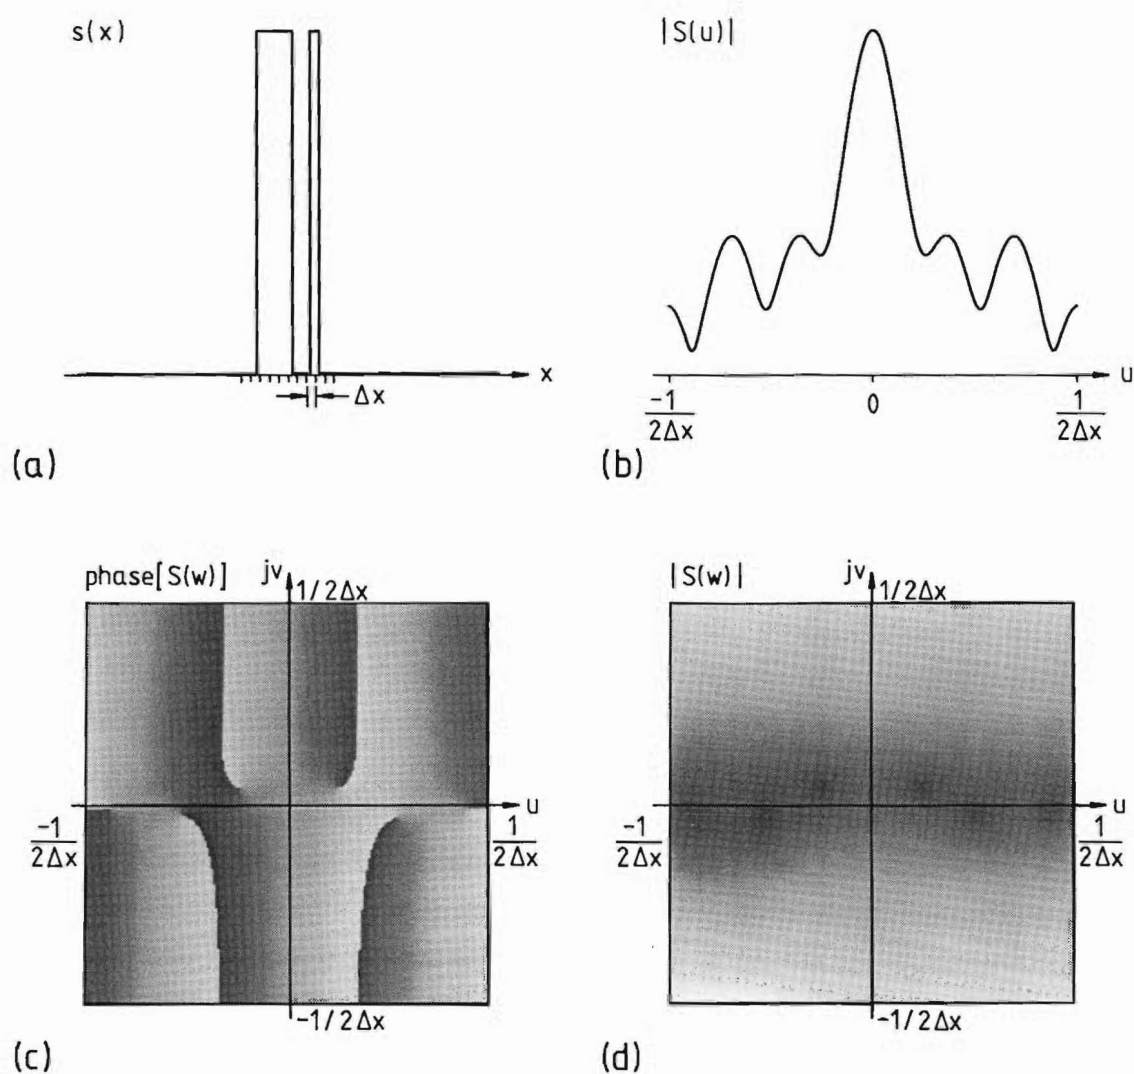 s(x)
x
Δx
(a)
|S(u)|
u
-1/2Δx
0
1/2Δx
(b)
phase[S(w)]
jv
1/2Δx
u
-1/2Δx
1/2Δx
-1/2Δx
(c)
|S(w)|
jv
1/2Δx
u
-1/2Δx
1/2Δx
-1/2Δx
(d)